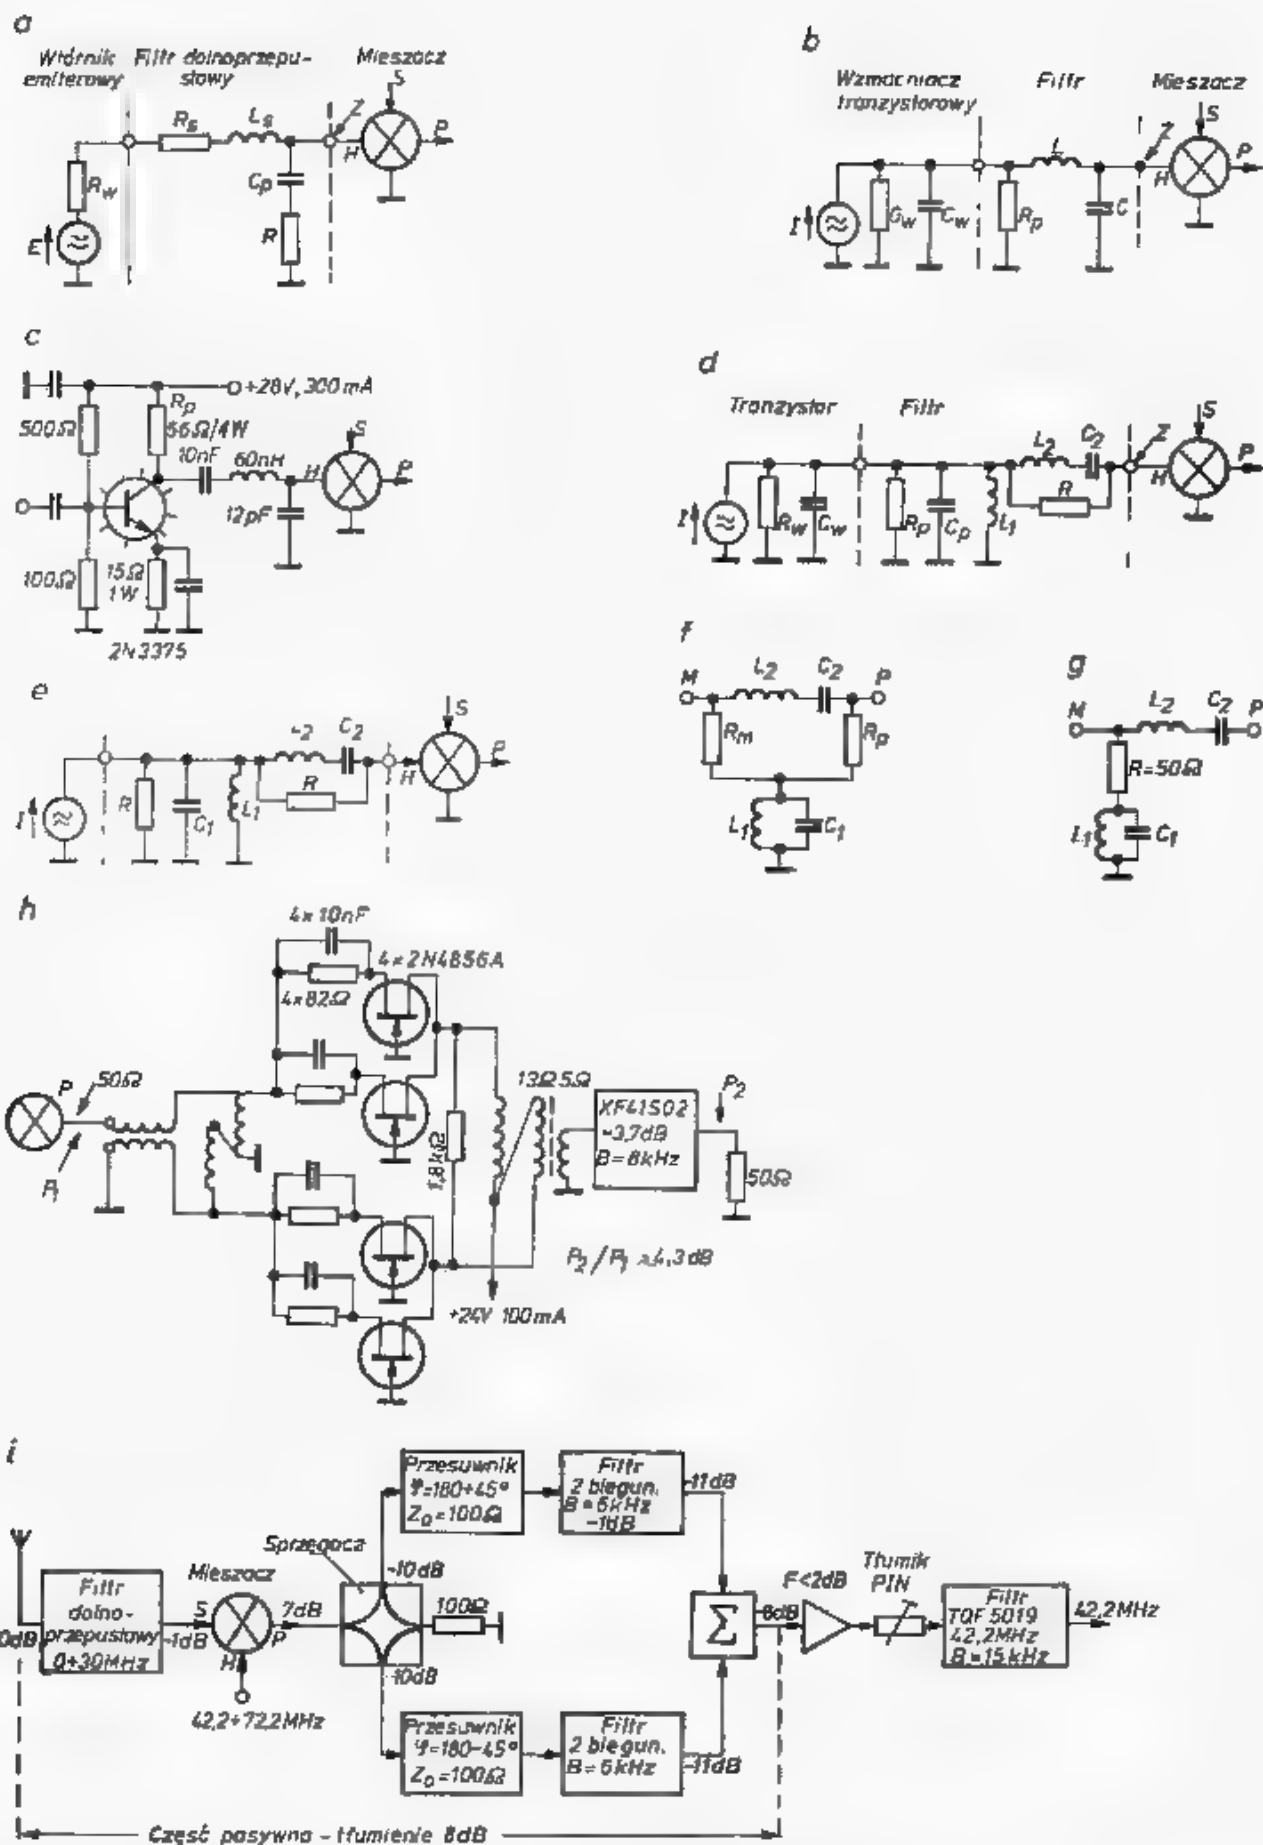 a
Wtórnik emiterowy
Filtr dolnoprzepu-
stowy
Mieszacz
S
Rs
Ls
Z
P
H
Rw
Cp
R
E
b
Wzmacniacz tranzystorowy
Filtr
Mieszacz
S
L
Z
P
H
I
Gw
Cw
Rp
C
c
+28V, 300mA
500Ω
Rp
56Ω/4W
10nF
60nH
S
H
P
12pF
100Ω
15Ω
1W
2N3375
d
Tranzystor
Filtr
S
L2
C2
Z
P
H
R
I
Rw
Cw
Rp
Cp
L1
e
S
L2
C2
P
H
R
I
R
C1
L1
f
M
L2
C2
P
Rm
Rp
L1
C1
g
M
L2
C2
P
R=50Ω
L1
C1
h
4×10nF
4×2N4856A
4×82Ω
P
50Ω
P1
1,8kΩ
13Ω
5Ω
XF41S02
-3,7dB
B=6kHz
P2
50Ω
P2/P1 ≈4,3dB
+24V 100mA
i
Przesuwnik
Ψ=180+45°
Z0=100Ω
Filtr
2 biegun.
B=6kHz
-1dB
-11dB
Sprzęgacz
Mieszacz
-10dB
Tłumik
PIN
F<2dB
Filtr
dolno-
przepustowy
0÷30MHz
0dB
-1dB
S
P
H
7dB
100Ω
Σ
8dB
Filtr
TQF 5019
42,2MHz
B=15kHz
42,2MHz
42,2÷72,2MHz
-10dB
Przesuwnik
Ψ=180-45°
Z0=100Ω
Filtr
2 biegun.
B=6kHz
-11dB
Część pasywna - tłumienie 8dB